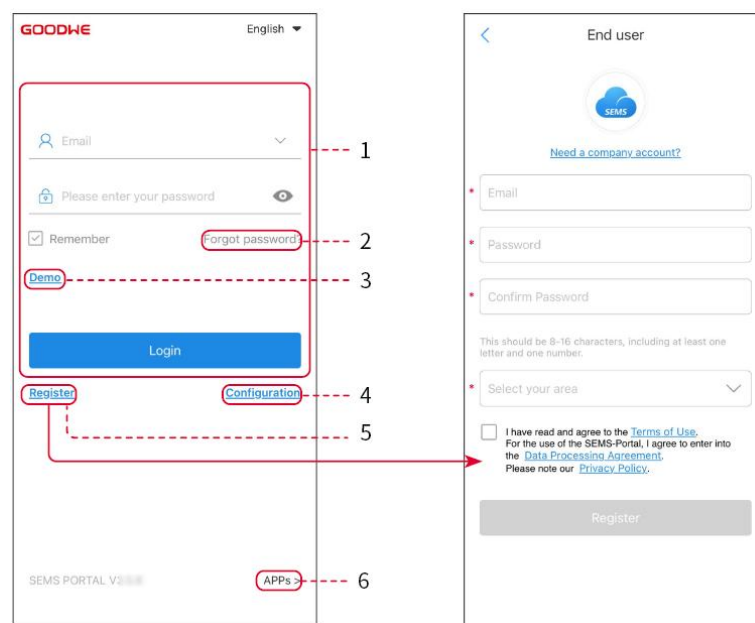 GOODWE
English
Email
1
Please enter your password
Remember
Forgot password?
2
Demo
3
Login
Register
Configuration
4
5
SEMS PORTAL
APPs >
6
End user
SEMS
Need a company account?
* Email
* Password
* Confirm Password
This should be 8-16 characters, including at least one
letter and one number.
* Select your area
I have read and agree to the Terms of Use.
For the use of the SEMS-Portal, I agree to enter into
the Data Processing Agreement.
Please note our Privacy Policy.
Register